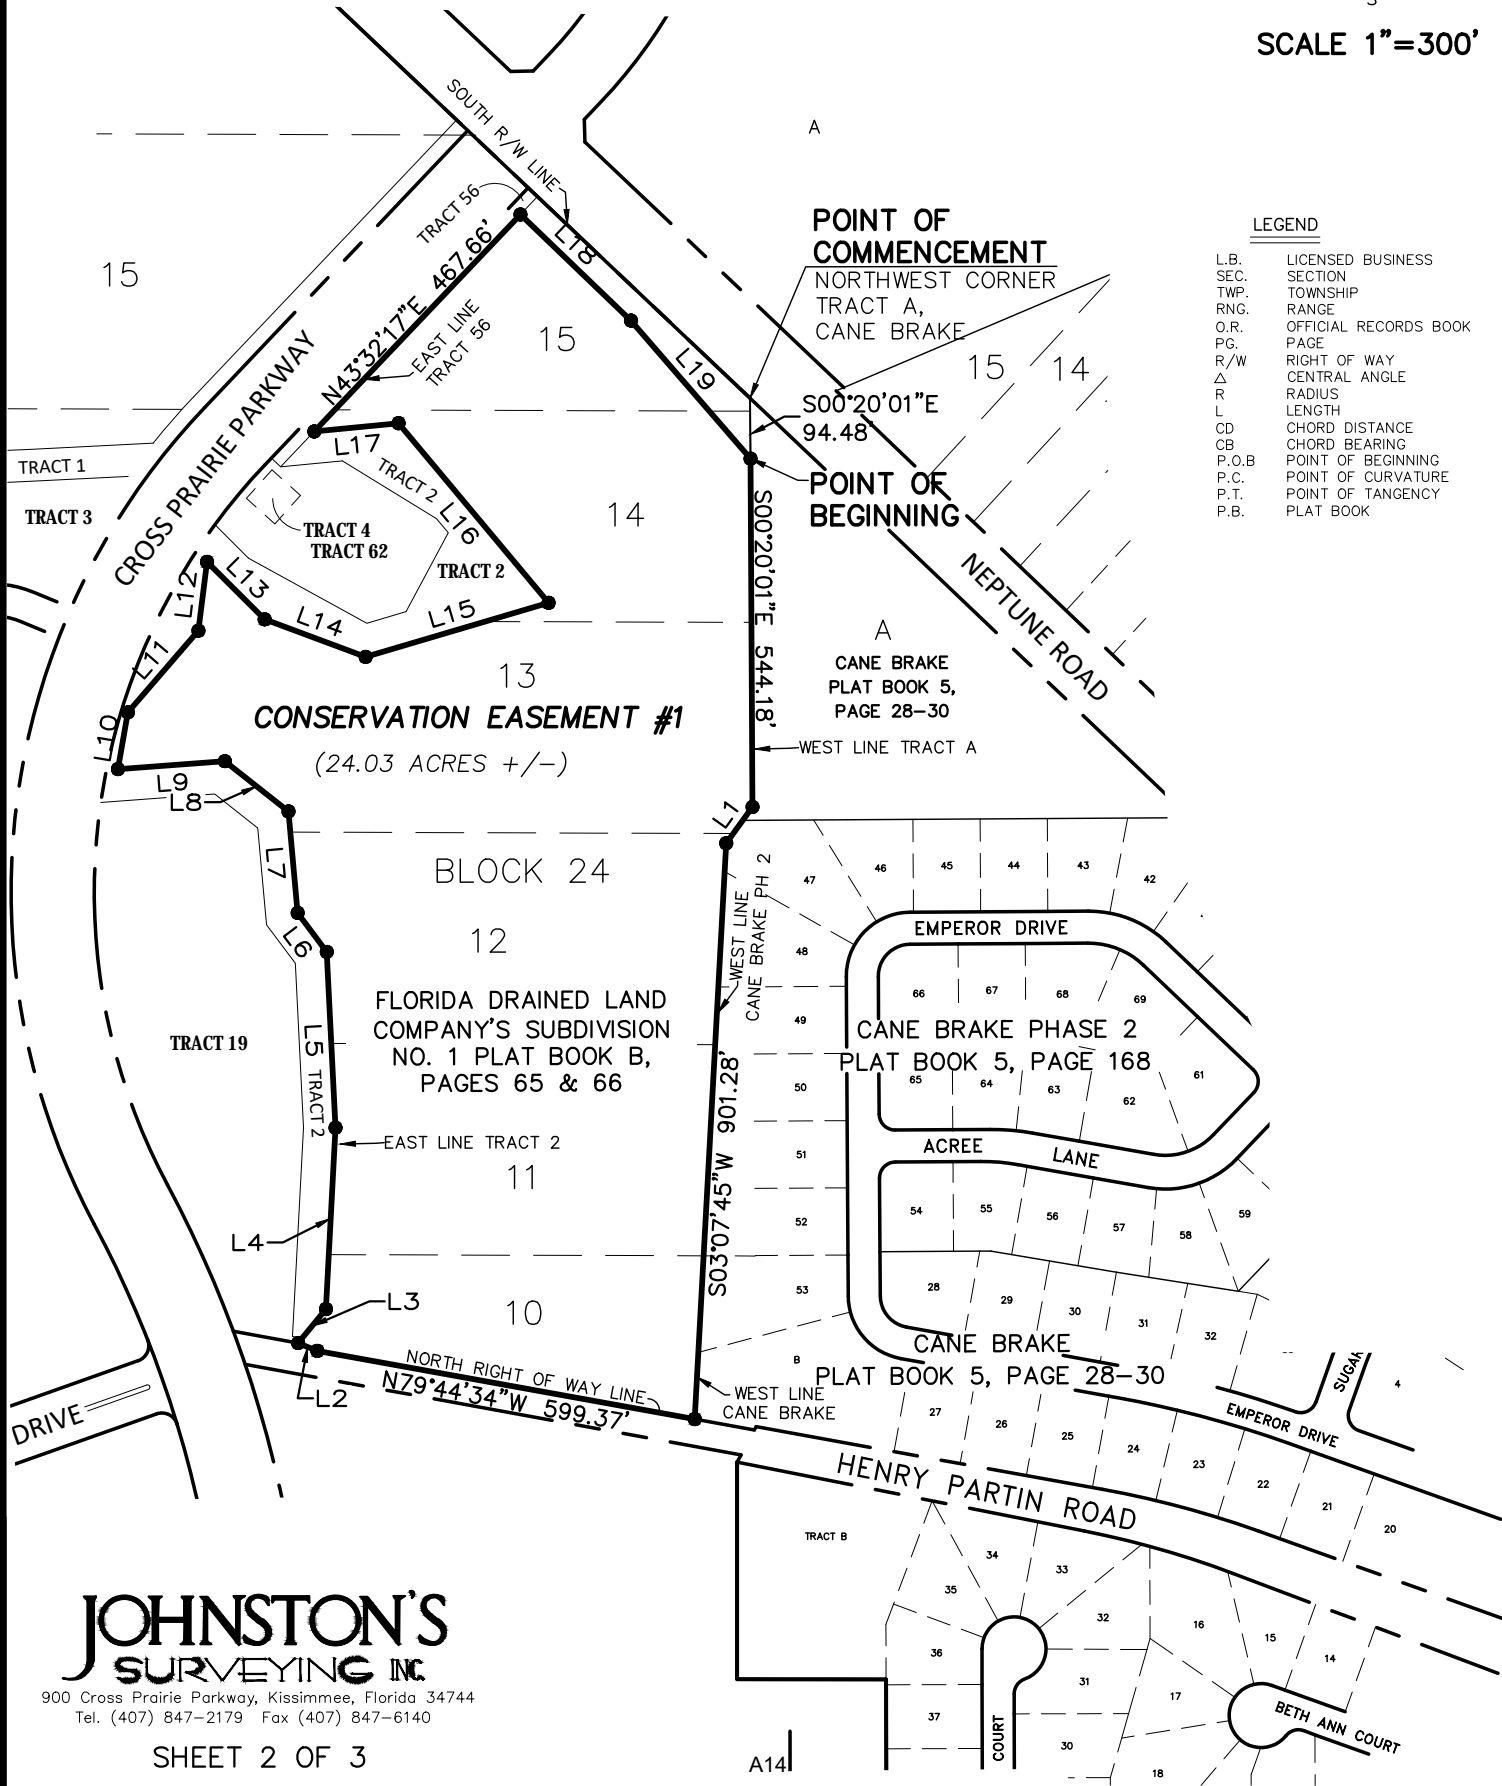 S
SCALE 1"=300'
SOUTH R/W LINE
A
TRACT 56
N43°32'17"E 467.66'
EAST LINE
TRACT 56
L18
L19
15
15
15
14
POINT OF
COMMENCEMENT
NORTHWEST CORNER
TRACT A,
CANE BRAKE
S00°20'01"E
94.48'
POINT OF
BEGINNING
LEGEND
L.B. LICENSED BUSINESS
SEC. SECTION
TWP. TOWNSHIP
RNG. RANGE
O.R. OFFICIAL RECORDS BOOK
PG. PAGE
R/W RIGHT OF WAY
△ CENTRAL ANGLE
R RADIUS
L LENGTH
CD CHORD DISTANCE
CB CHORD BEARING
P.O.B POINT OF BEGINNING
P.C. POINT OF CURVATURE
P.T. POINT OF TANGENCY
P.B. PLAT BOOK
CROSS PRAIRIE PARKWAY
TRACT 1
TRACT 3
L17
TRACT 2
L16
TRACT 4
TRACT 62
TRACT 2
14
L12
L13
L14
L15
L11
L10
L9
L8
13
S00°20'01"E 544.18'
NEPTUNE ROAD
A
CANE BRAKE
PLAT BOOK 5,
PAGE 28-30
WEST LINE TRACT A
CONSERVATION EASEMENT #1
(24.03 ACRES +/-)
L1
L7
L6
BLOCK 24
12
FLORIDA DRAINED LAND
COMPANY'S SUBDIVISION
NO. 1 PLAT BOOK B,
PAGES 65 & 66
TRACT 19
L5
TRACT 2
EAST LINE TRACT 2
11
L4
L3
L2
10
WEST LINE
CANE BRAKE PH 2
S03°07'45"W 901.28'
47
46
45
44
43
42
EMPEROR DRIVE
48
66
67
68
69
49
CANE BRAKE PHASE 2
PLAT BOOK 5, PAGE 168
50
65
64
63
62
61
51
ACREE LANE
52
54
55
56
57
58
59
53
28
29
30
31
32
B
CANE BRAKE
PLAT BOOK 5, PAGE 28-30
NORTH RIGHT OF WAY LINE
N79°44'34"W 599.37'
WEST LINE
CANE BRAKE
DRIVE
SUGAR
4
EMPEROR DRIVE
27
26
25
24
23
22
21
20
HENRY PARTIN ROAD
TRACT B
34
33
35
32
36
31
37
30
COURT
16
15
14
17
18
BETH ANN COURT
JOHNSTON'S
SURVEYING INC.
900 Cross Prairie Parkway, Kissimmee, Florida 34744
Tel. (407) 847-2179 Fax (407) 847-6140
SHEET 2 OF 3
A14